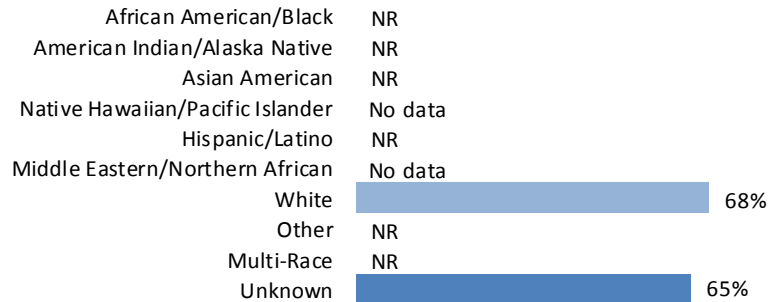 African American/Black NR
American Indian/Alaska Native NR
Asian American NR
Native Hawaiian/Pacific Islander No data
Hispanic/Latino NR
Middle Eastern/Northern African No data
White 68%
Other NR
Multi-Race NR
Unknown 65%